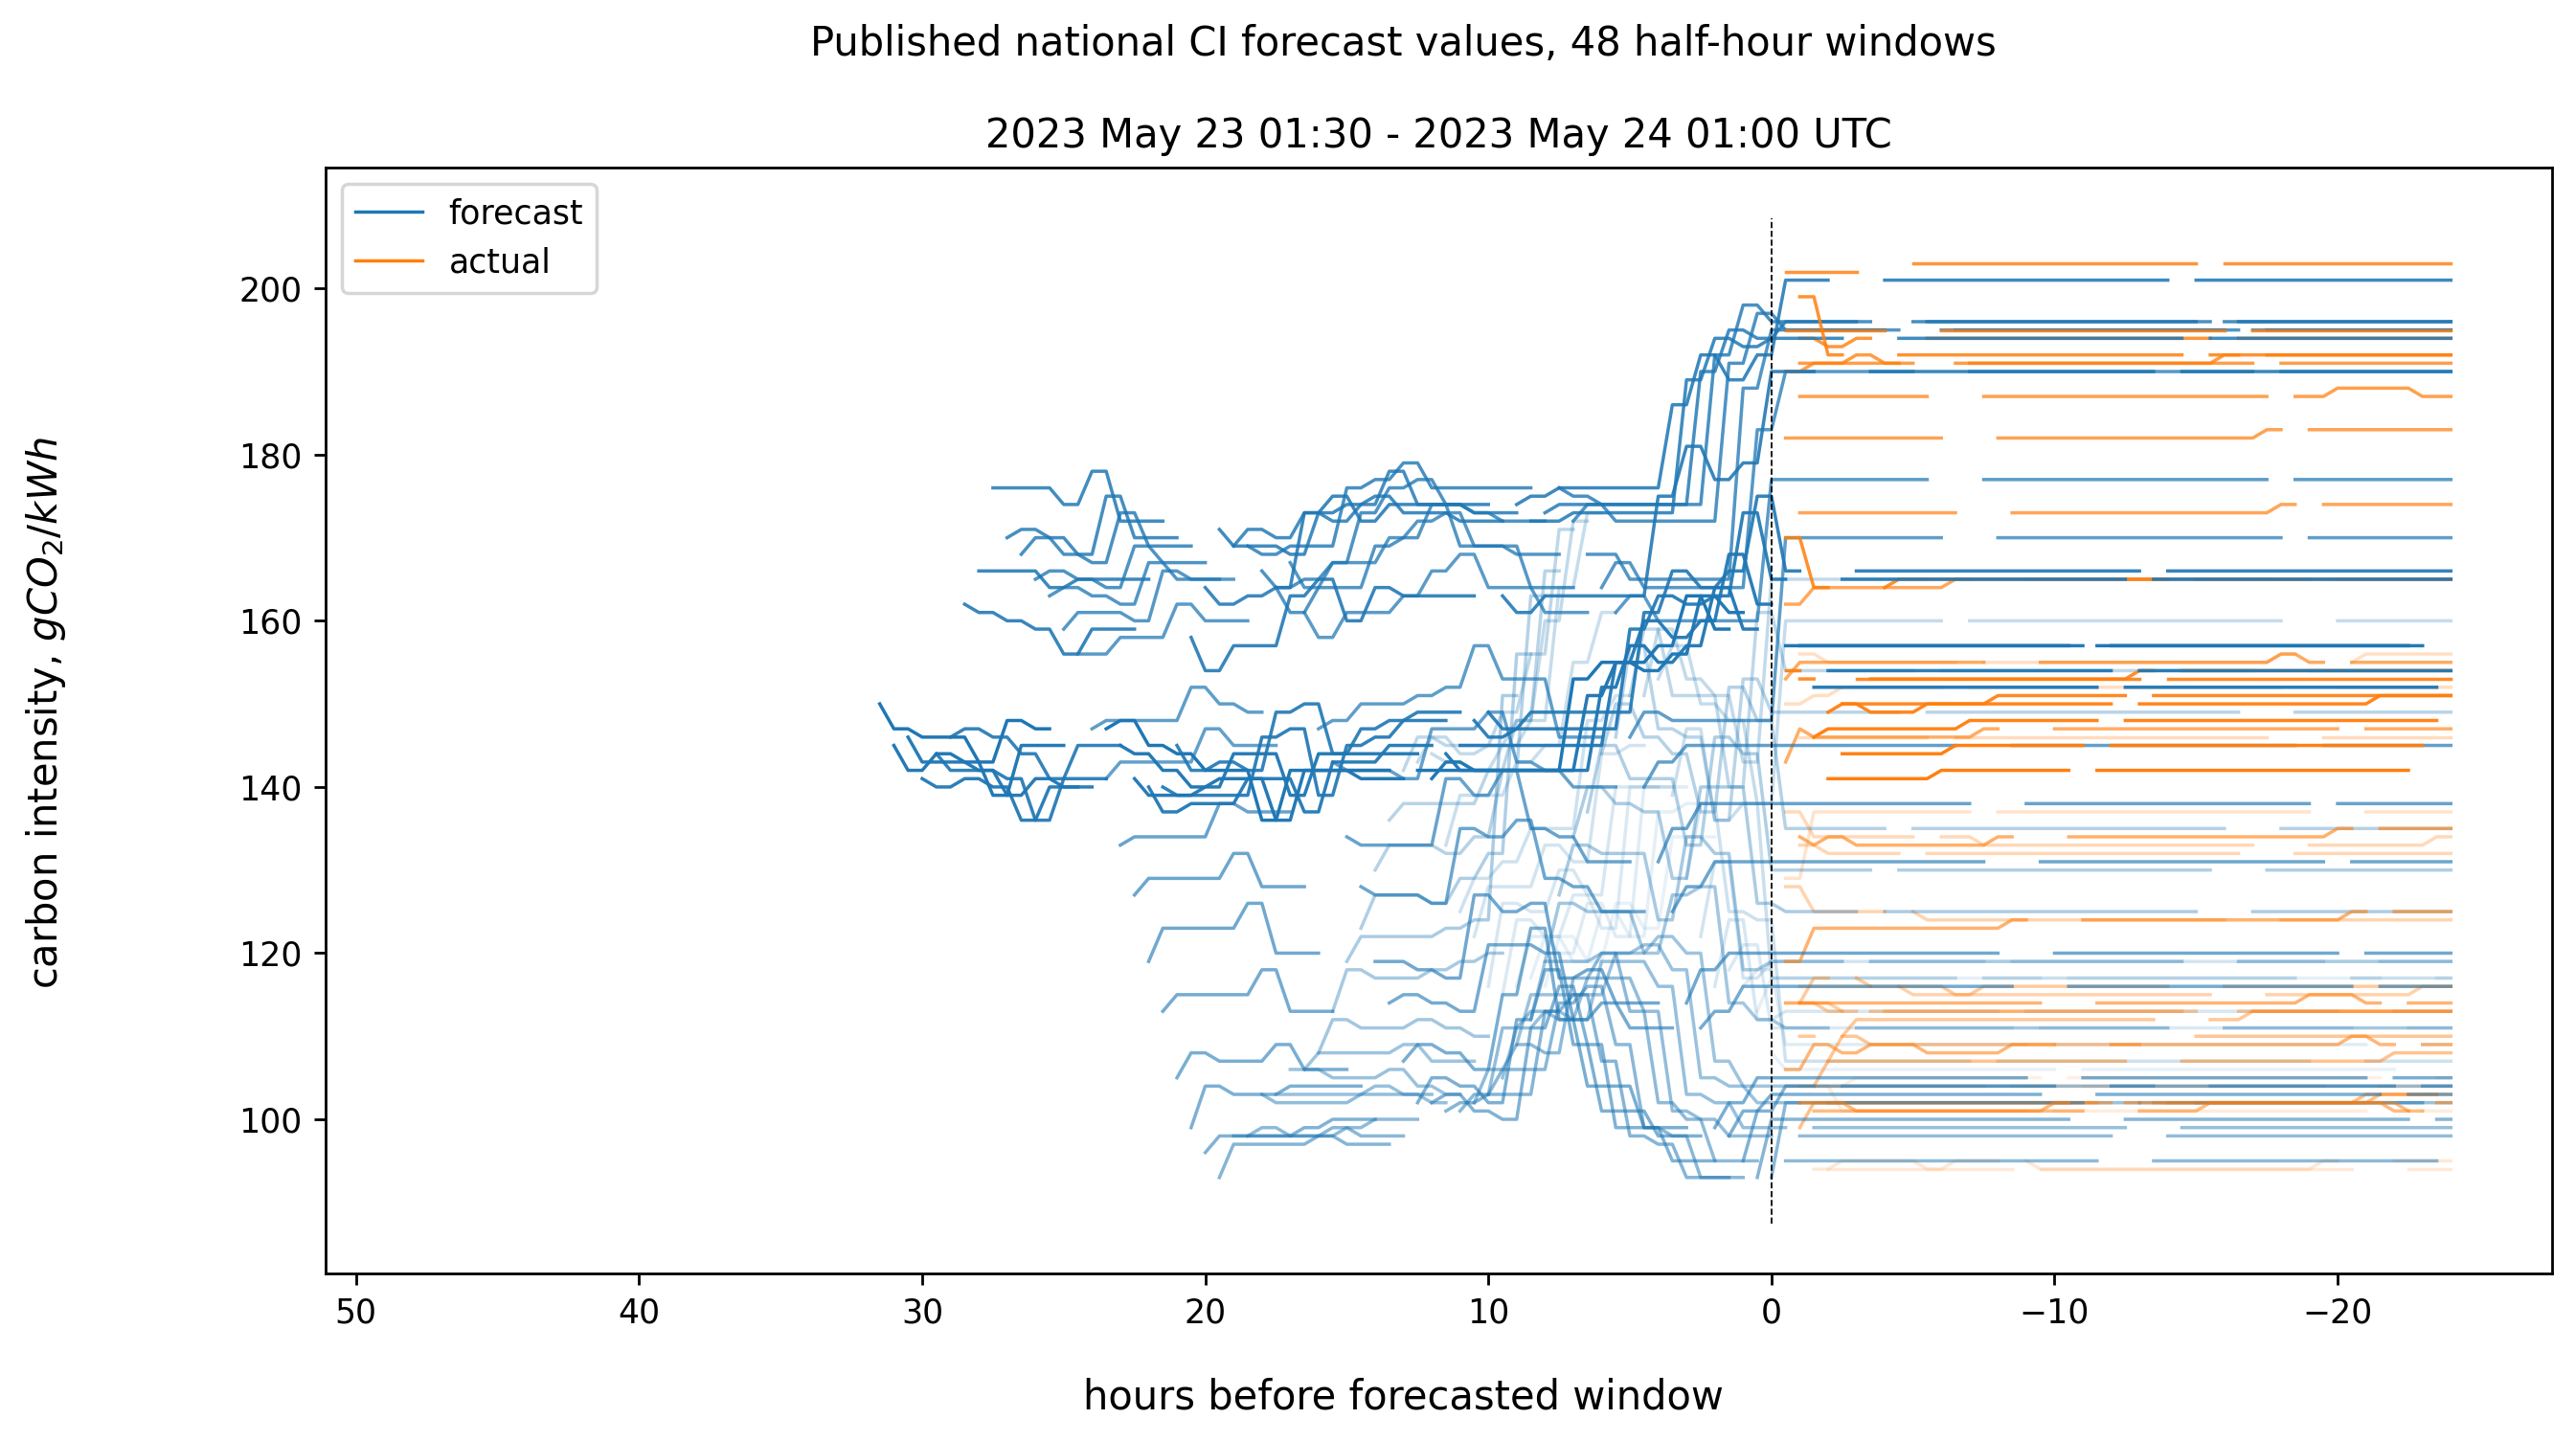 Published national CI forecast values, 48 half-hour windows
2023 May 23 01:30 - 2023 May 24 01:00 UTC
forecast
actual
carbon intensity, gCO₂/kWh
200
180
160
140
120
100
50 40 30 20 10 0 −10 −20
hours before forecasted window